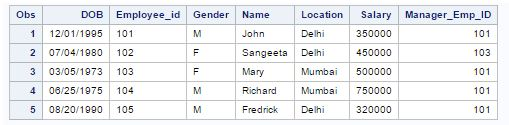 Obs DOB Employee_id Gender Name Location Salary Manager_Emp_ID
1 12/01/1995 101 M John Delhi 350000 101
2 07/04/1980 102 F Sangeeta Delhi 450000 103
3 03/05/1973 103 F Mary Mumbai 500000 101
4 06/25/1975 104 M Richard Mumbai 750000 101
5 08/20/1990 105 M Fredrick Delhi 320000 101